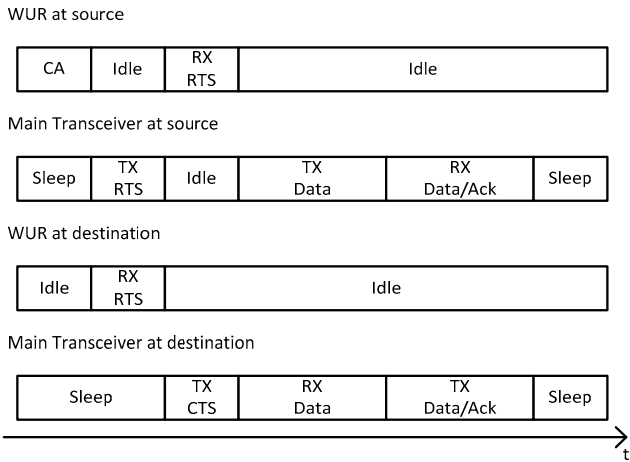 WUR at source
CA Idle RX RTS Idle
Main Transceiver at source
Sleep TX RTS Idle TX Data RX Data/Ack Sleep
WUR at destination
Idle RX RTS Idle
Main Transceiver at destination
Sleep TX CTS RX Data TX Data/Ack Sleep
t